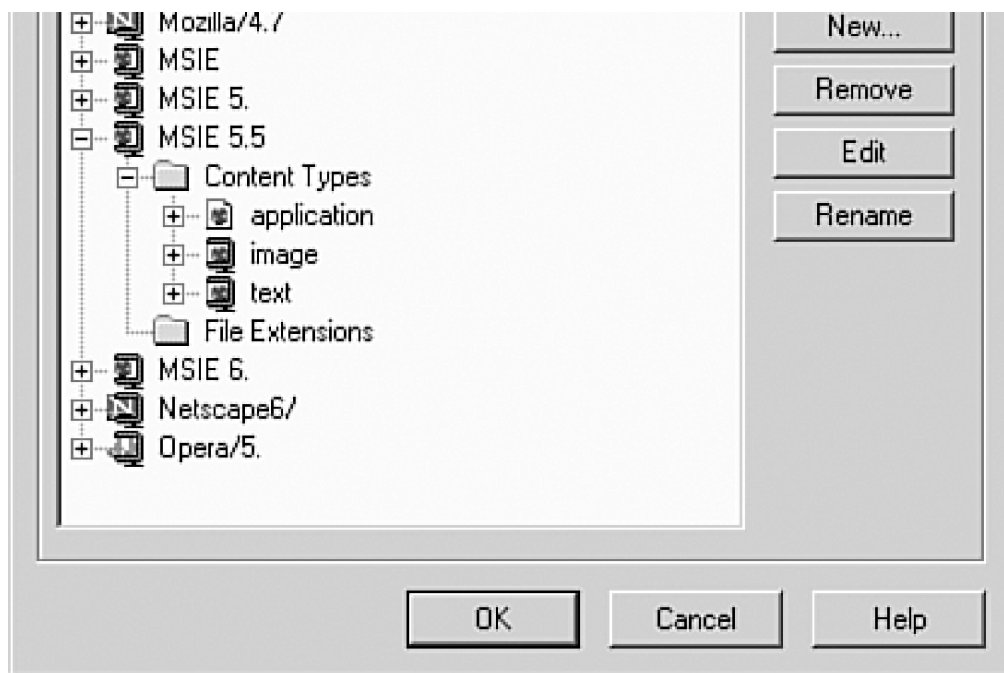 Mozilla/4.7
MSIE
MSIE 5.
MSIE 5.5
Content Types
application
image
text
File Extensions
MSIE 6.
Netscape6/
Opera/5.
New...
Remove
Edit
Rename
OK
Cancel
Help